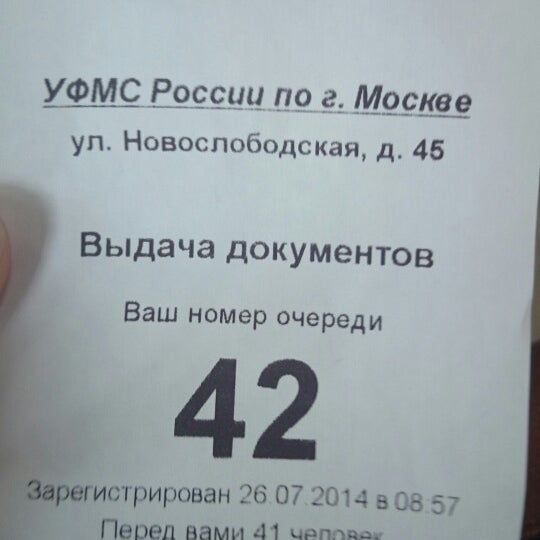 УФМС России по г. Москве
ул. Новослободская, д. 45
Выдача документов
Ваш номер очереди
42
Зарегистрирован 26.07.2014 в 08:57
Перед вами 41 человек